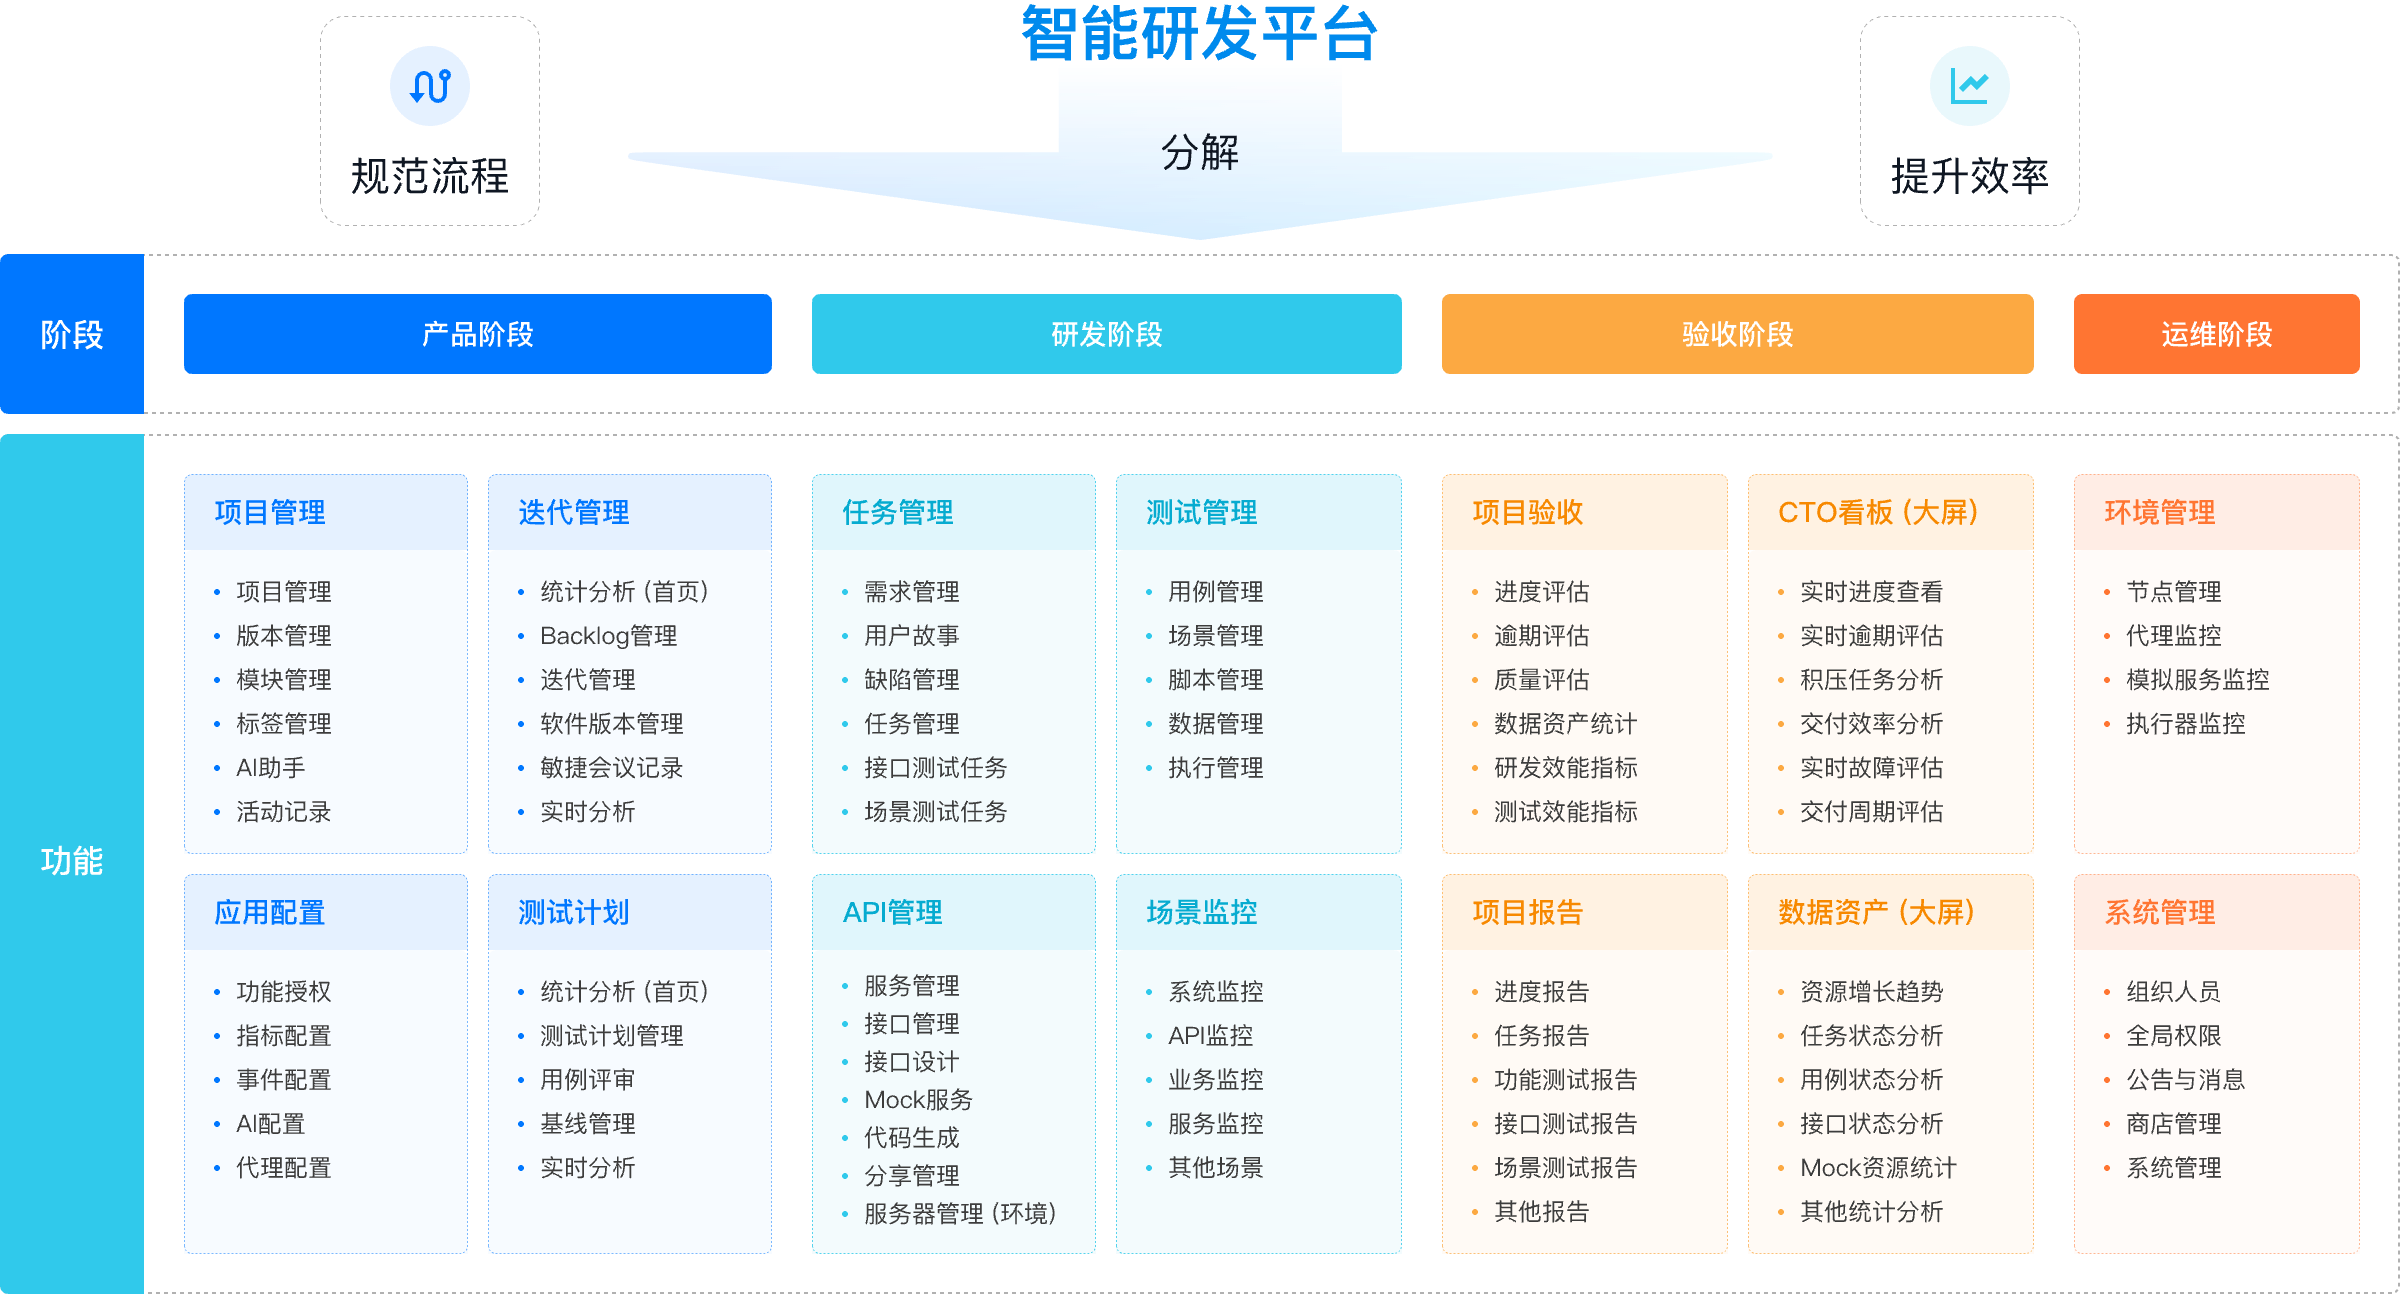 智能研发平台
规范流程
分解
提升效率
阶段
产品阶段
研发阶段
验收阶段
运维阶段
功能
项目管理
项目管理
版本管理
模块管理
标签管理
AI助手
活动记录
迭代管理
统计分析（首页）
Backlog管理
迭代管理
软件版本管理
敏捷会议记录
实时分析
任务管理
需求管理
用户故事
缺陷管理
任务管理
接口测试任务
场景测试任务
测试管理
用例管理
场景管理
脚本管理
数据管理
执行管理
项目验收
进度评估
逾期评估
质量评估
数据资产统计
研发效能指标
测试效能指标
CTO看板（大屏）
实时进度查看
实时逾期评估
积压任务分析
交付效率分析
实时故障评估
交付周期评估
环境管理
节点管理
代理监控
模拟服务监控
执行器监控
应用配置
功能授权
指标配置
事件配置
AI配置
代理配置
测试计划
统计分析（首页）
测试计划管理
用例评审
基线管理
实时分析
API管理
服务管理
接口管理
接口设计
Mock服务
代码生成
分享管理
服务器管理（环境）
场景监控
系统监控
API监控
业务监控
服务监控
其他场景
项目报告
进度报告
任务报告
功能测试报告
接口测试报告
场景测试报告
其他报告
数据资产（大屏）
资源增长趋势
任务状态分析
用例状态分析
接口状态分析
Mock资源统计
其他统计分析
系统管理
组织人员
全局权限
公告与消息
商店管理
系统管理